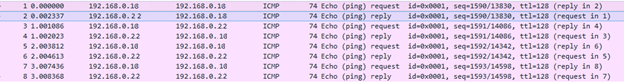 1 0.000000 192.168.0.18 192.168.0.18 ICMP 74 Echo (ping) request id=0x0001, seq=1590/13830, ttl=128 (reply in 2)
2 0.002337 192.168.0.22 192.168.0.18 ICMP 74 Echo (ping) reply id=0x0001, seq=1590/13830, ttl=128 (request in 1)
3 1.001086 192.168.0.18 192.168.0.22 ICMP 74 Echo (ping) request id=0x0001, seq=1591/14086, ttl=128 (reply in 4)
4 1.002023 192.168.0.22 192.168.0.18 ICMP 74 Echo (ping) reply id=0x0001, seq=1591/14086, ttl=128 (request in 3)
5 2.003812 192.168.0.18 192.168.0.22 ICMP 74 Echo (ping) request id=0x0001, seq=1592/14342, ttl=128 (reply in 6)
6 2.004613 192.168.0.22 192.168.0.18 ICMP 74 Echo (ping) reply id=0x0001, seq=1592/14342, ttl=128 (request in 5)
7 3.007436 192.168.0.18 192.168.0.22 ICMP 74 Echo (ping) request id=0x0001, seq=1593/14598, ttl=128 (reply in 8)
8 3.008368 192.168.0.22 192.168.0.18 ICMP 74 Echo (ping) reply id=0x0001, seq=1593/14598, ttl=128 (request in 7)